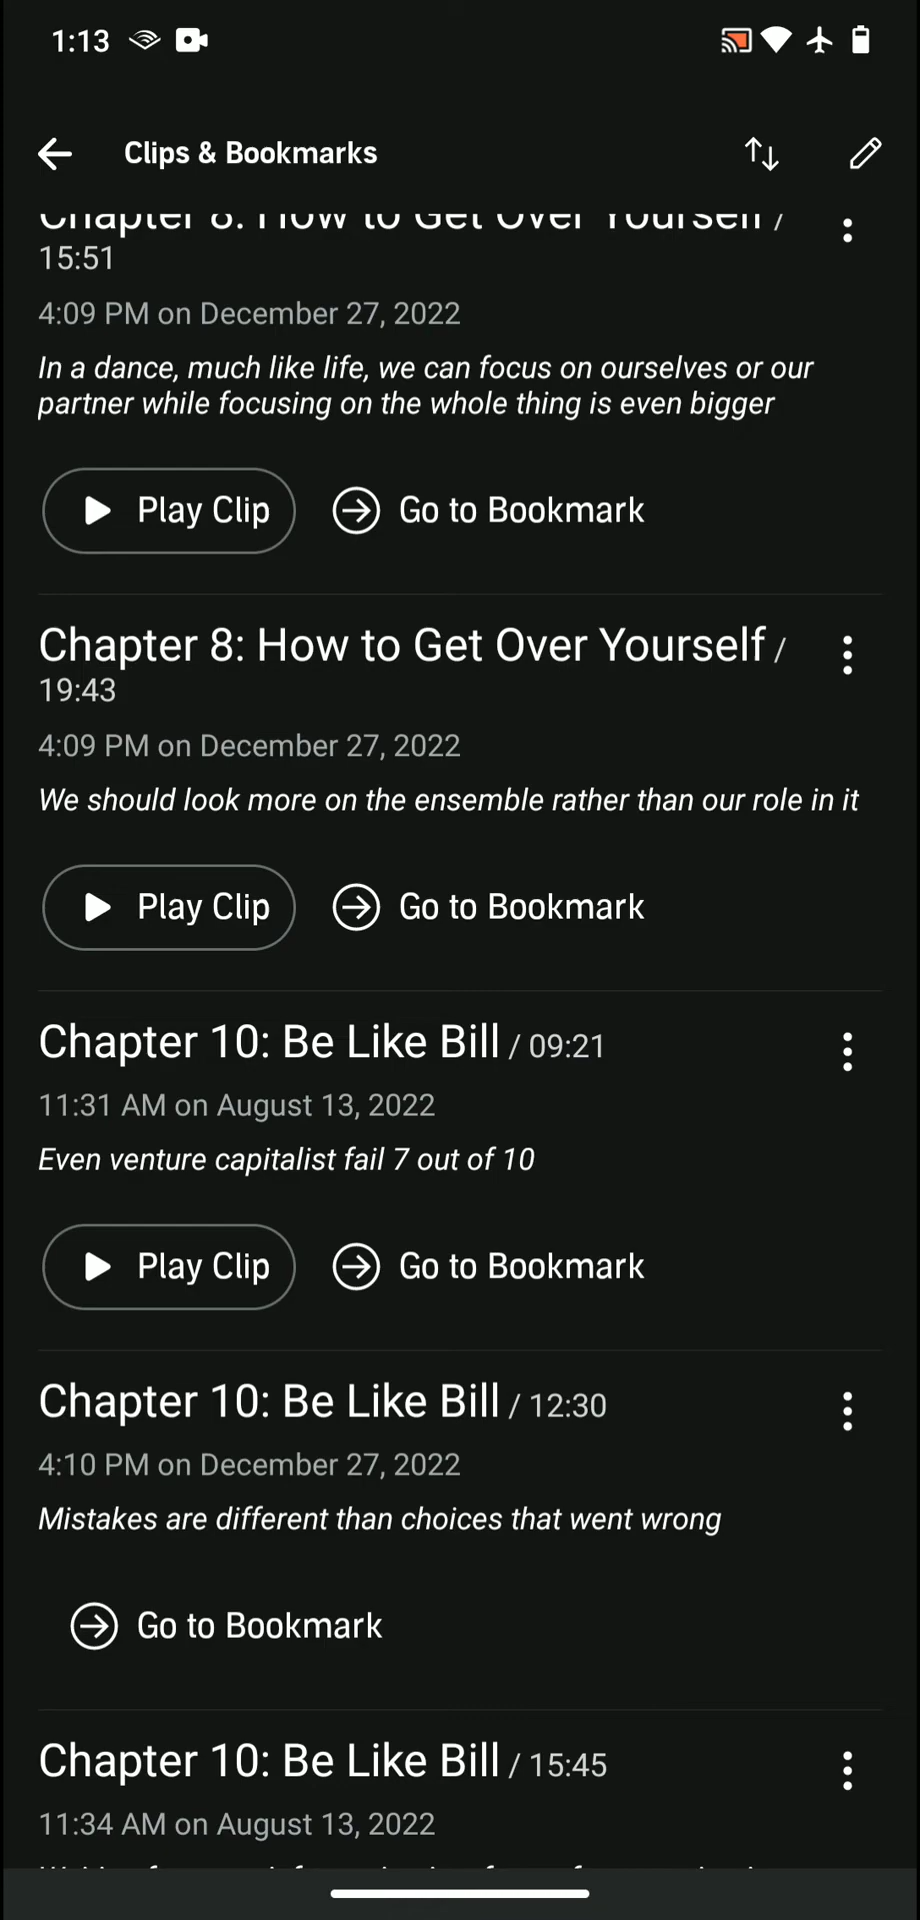 1:13
Clips & Bookmarks
Chapter 8: How to Get Over Yourself /
15:51
4:09 PM on December 27, 2022
In a dance, much like life, we can focus on ourselves or our
partner while focusing on the whole thing is even bigger
Play Clip Go to Bookmark
Chapter 8: How to Get Over Yourself /
19:43
4:09 PM on December 27, 2022
We should look more on the ensemble rather than our role in it
Play Clip Go to Bookmark
Chapter 10: Be Like Bill / 09:21
11:31 AM on August 13, 2022
Even venture capitalist fail 7 out of 10
Play Clip Go to Bookmark
Chapter 10: Be Like Bill / 12:30
4:10 PM on December 27, 2022
Mistakes are different than choices that went wrong
Go to Bookmark
Chapter 10: Be Like Bill / 15:45
11:34 AM on August 13, 2022